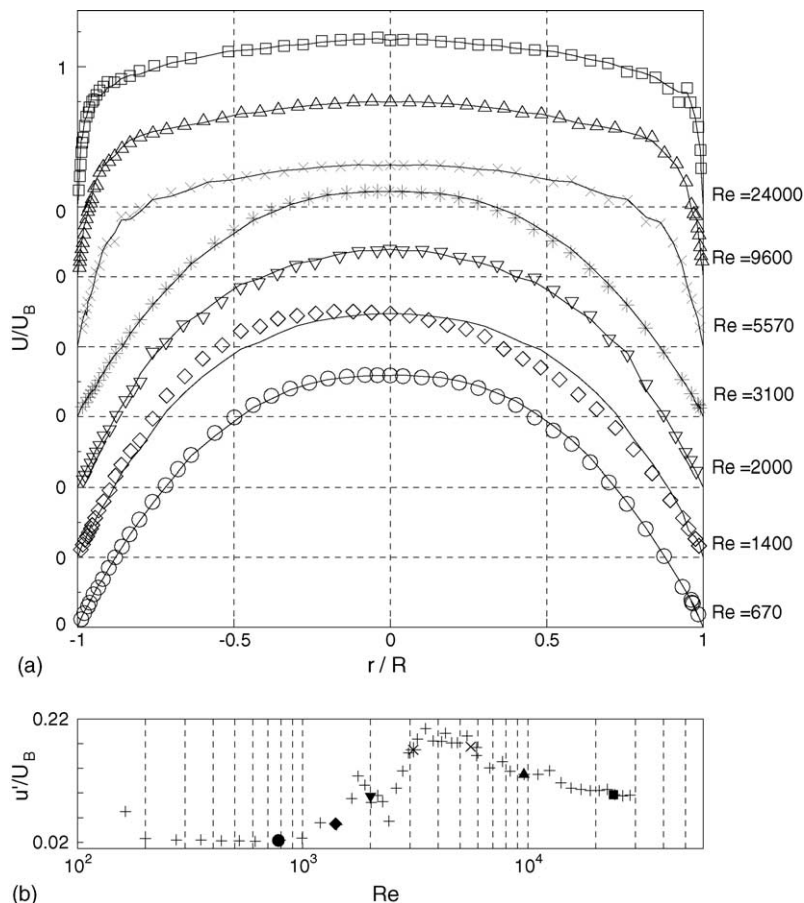 1
0
0
0
0
0
0
0
U/U_B
Re =24000
Re =9600
Re =5570
Re =3100
Re =2000
Re =1400
Re =670
-1
-0.5
0
0.5
1
(a)
r / R
0.22
u'/U_B
0.02
10^2
10^3
10^4
(b)
Re